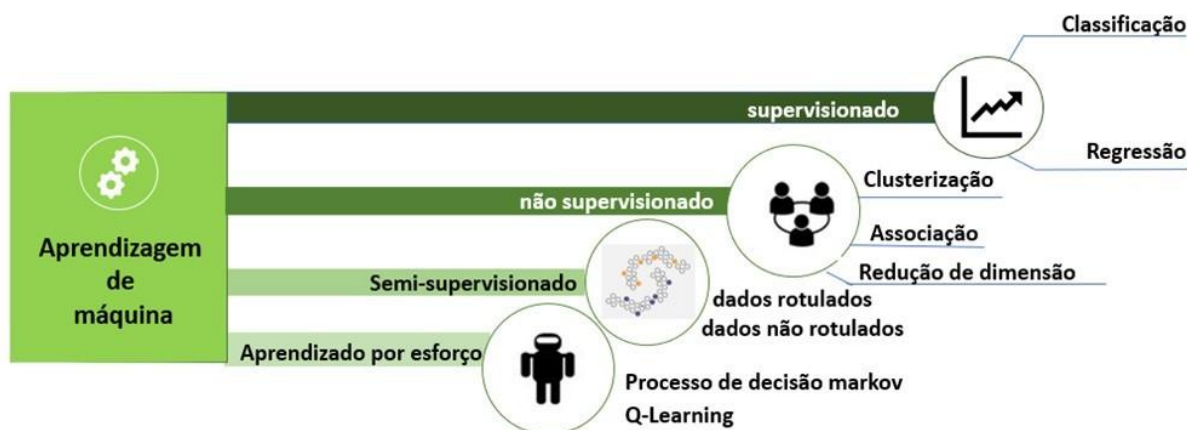 Aprendizagem
de
máquina
supervisionado
Classificação
Regressão
não supervisionado
Clusterização
Associação
Redução de dimensão
Semi-supervisionado
dados rotulados
dados não rotulados
Aprendizado por esforço
Processo de decisão markov
Q-Learning